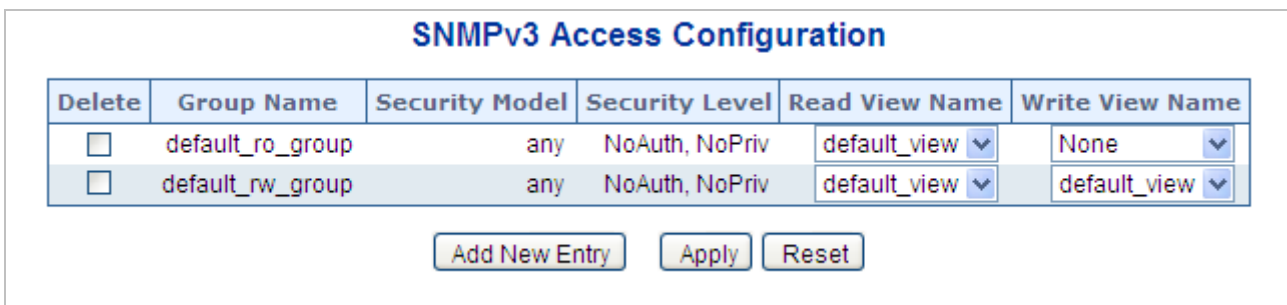 SNMPv3 Access Configuration
Delete Group Name Security Model Security Level Read View Name Write View Name
default_ro_group any NoAuth, NoPriv default_view None
default_rw_group any NoAuth, NoPriv default_view default_view
Add New Entry Apply Reset